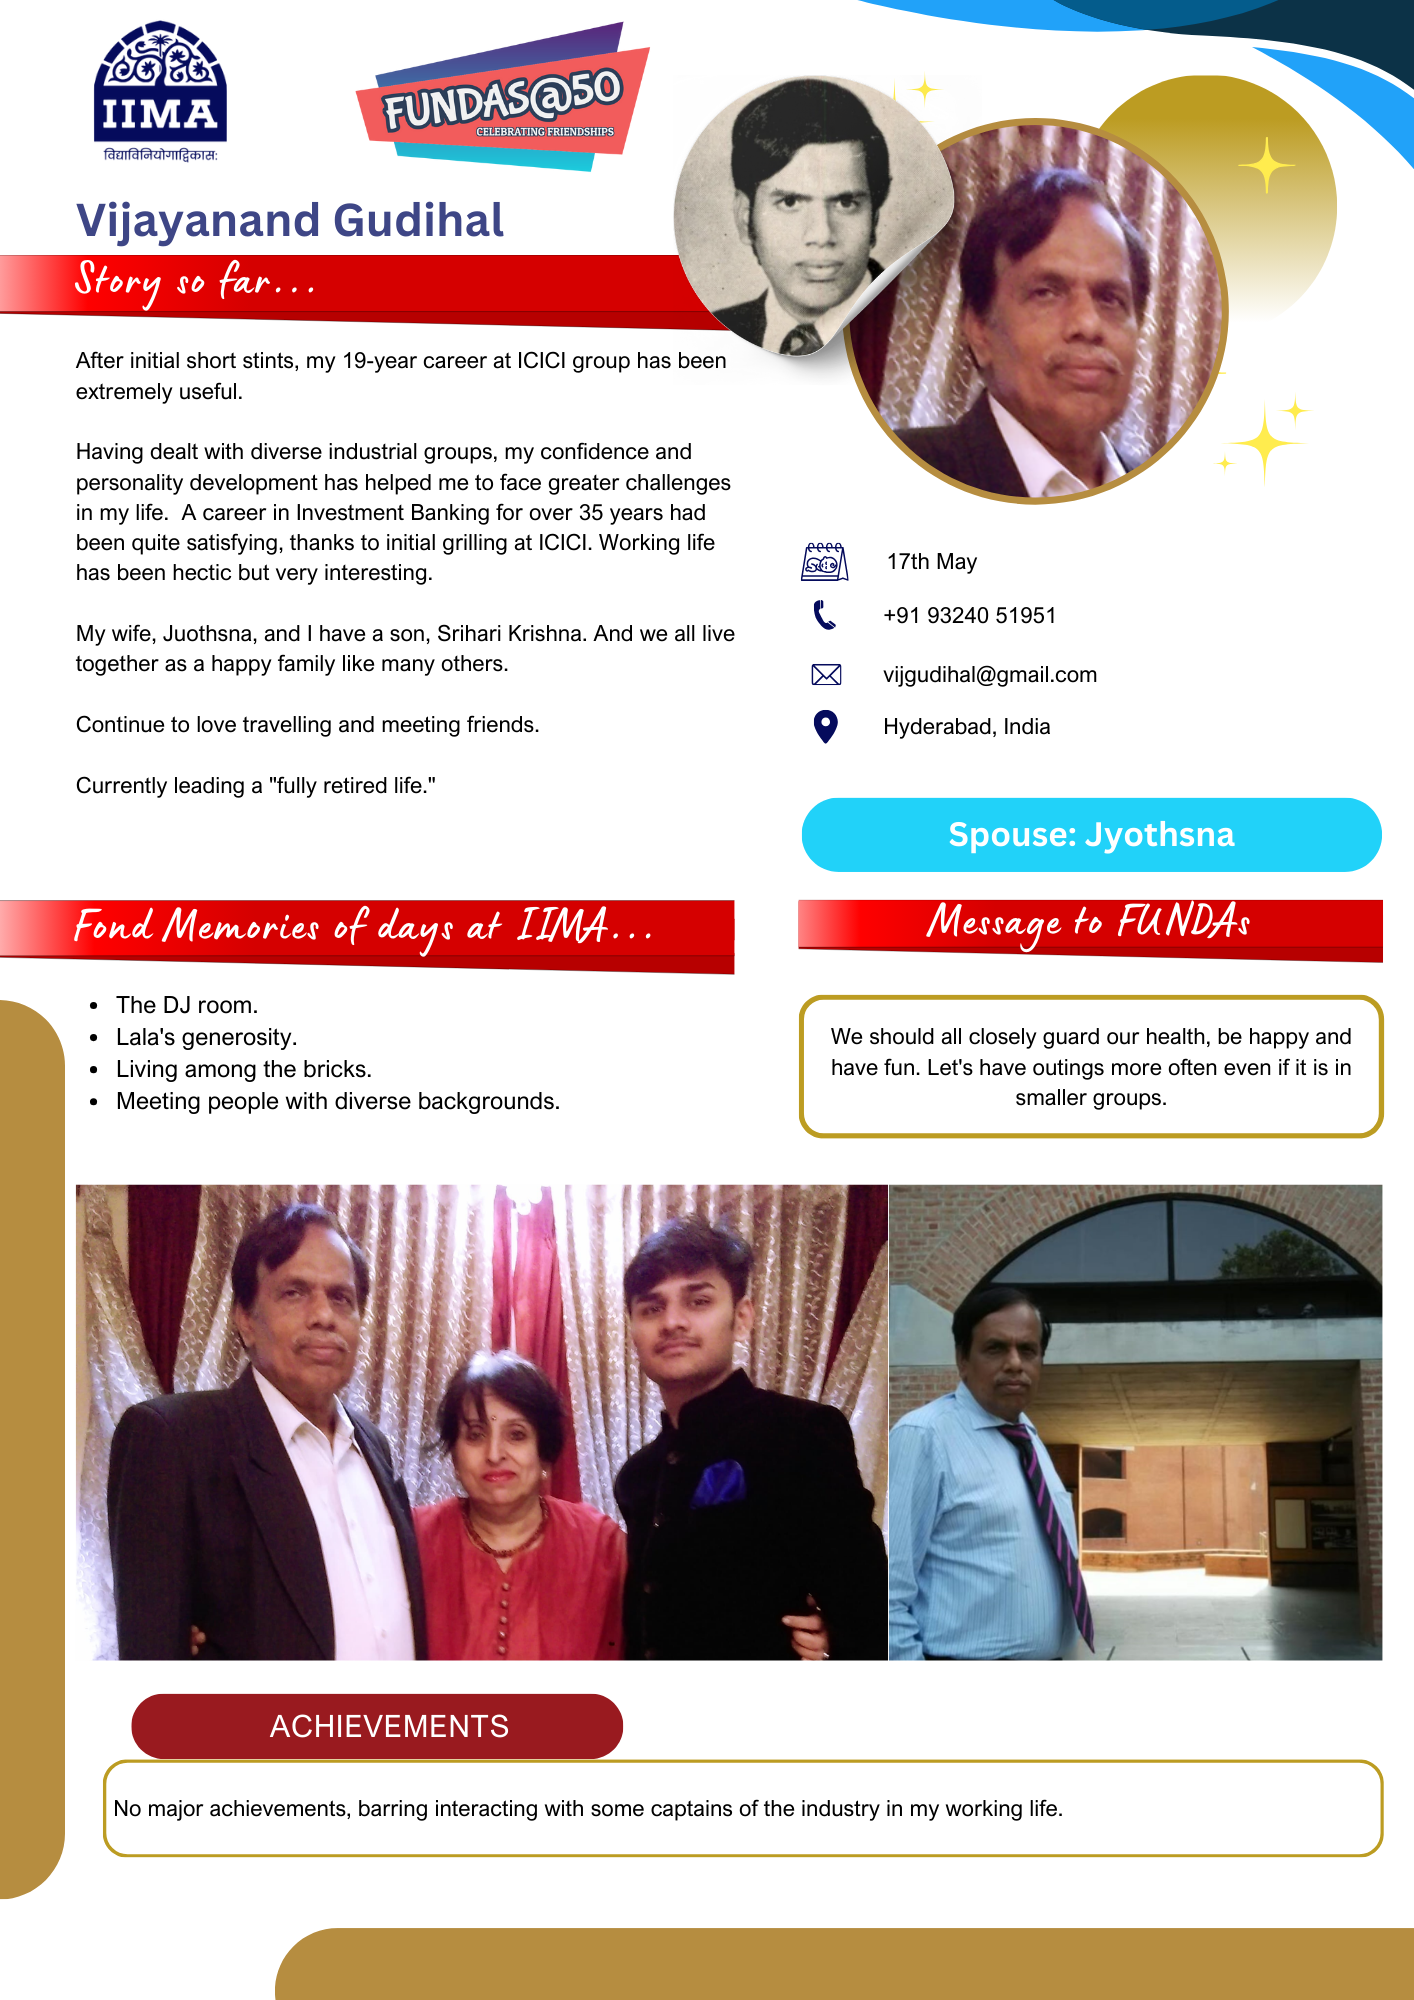 IIMA
विद्याविनियोगाद्विकास:
FUNDAS@50
CELEBRATING FRIENDSHIPS
Vijayanand Gudihal
Story so far...
After initial short stints, my 19-year career at ICICI group has been
extremely useful.
Having dealt with diverse industrial groups, my confidence and
personality development has helped me to face greater challenges
in my life.  A career in Investment Banking for over 35 years had
been quite satisfying, thanks to initial grilling at ICICI. Working life
has been hectic but very interesting.
My wife, Juothsna, and I have a son, Srihari Krishna. And we all live
together as a happy family like many others.
Continue to love travelling and meeting friends.
Currently leading a "fully retired life."
17th May
+91 93240 51951
vijgudihal@gmail.com
Hyderabad, India
Spouse: Jyothsna
Fond Memories of days at IIMA...
• The DJ room.
• Lala's generosity.
• Living among the bricks.
• Meeting people with diverse backgrounds.
Message to FUNDAs
We should all closely guard our health, be happy and
have fun. Let's have outings more often even if it is in
smaller groups.
ACHIEVEMENTS
No major achievements, barring interacting with some captains of the industry in my working life.